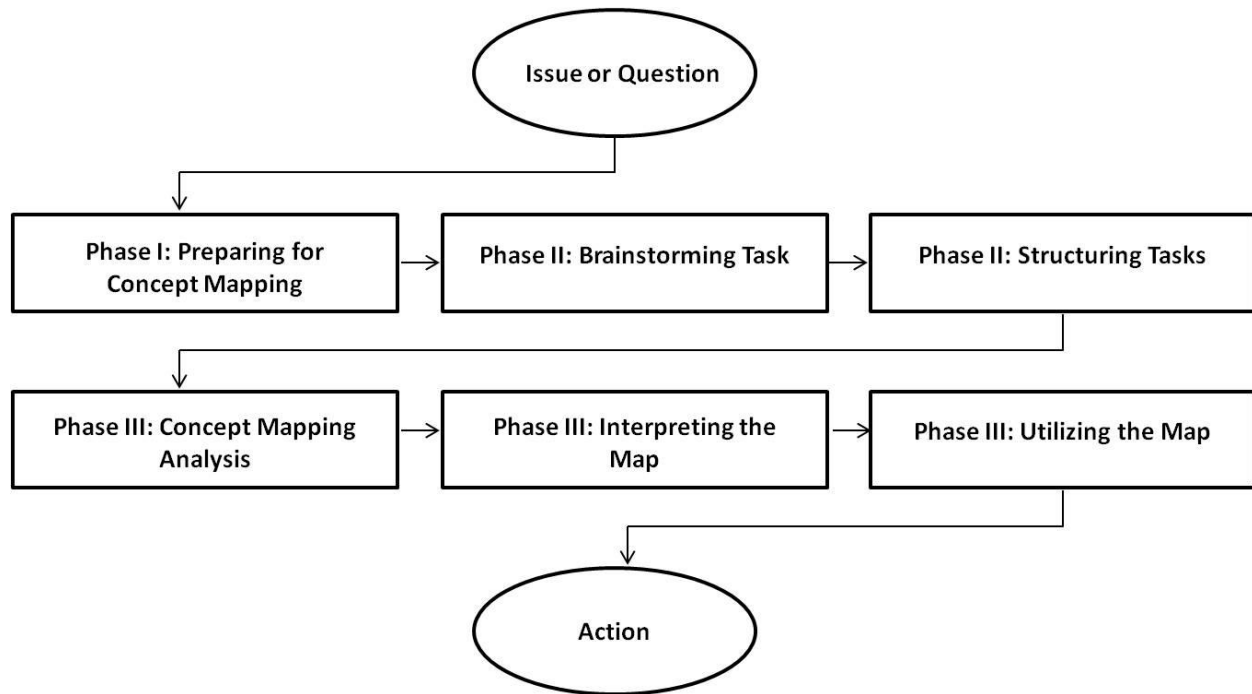 Issue or Question
Phase I: Preparing for
Concept Mapping
Phase II: Brainstorming Task
Phase II: Structuring Tasks
Phase III: Concept Mapping
Analysis
Phase III: Interpreting the
Map
Phase III: Utilizing the Map
Action